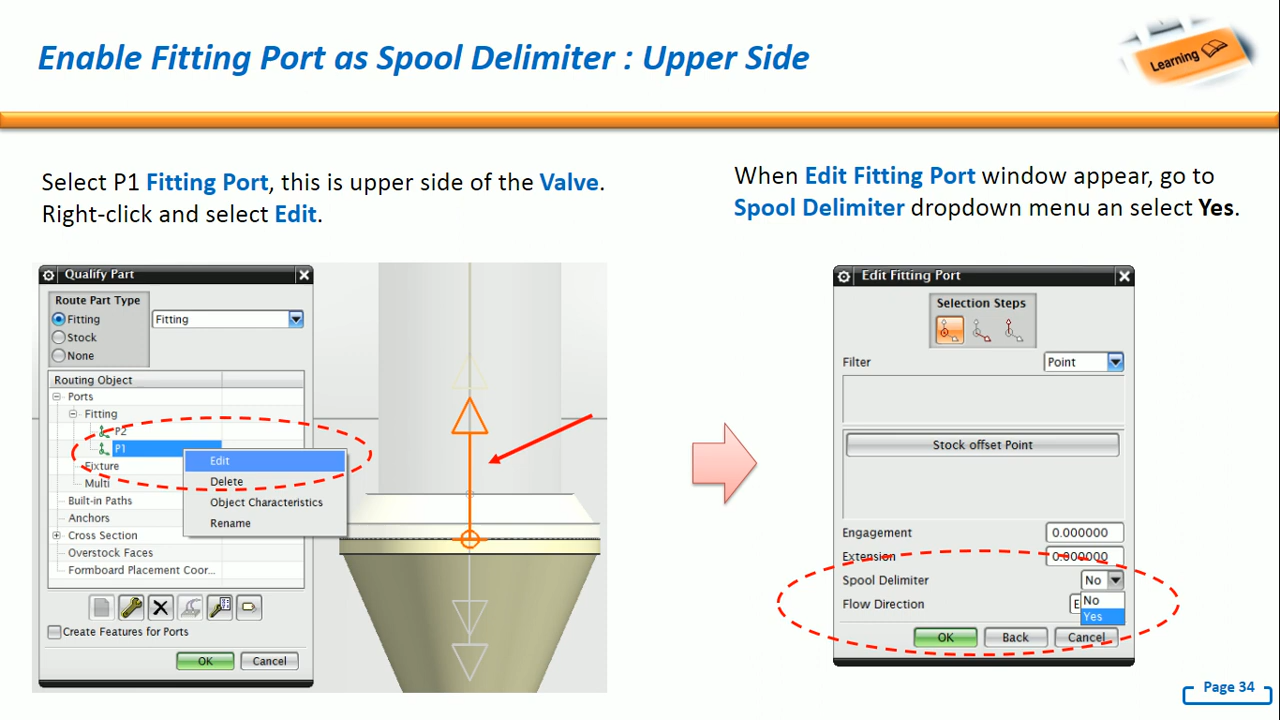 Enable Fitting Port as Spool Delimiter : Upper Side
Learning
Select P1 Fitting Port, this is upper side of the Valve.
Right-click and select Edit.
When Edit Fitting Port window appear, go to
Spool Delimiter dropdown menu an select Yes.
Qualify Part
Route Part Type
Fitting
Fitting
Stock
None
Routing Object
Ports
Fitting
P2
P1
Edit
Fixture
Delete
Multi
Object Characteristics
Built-in Paths
Anchors
Rename
Cross Section
Overstock Faces
Formboard Placement Coor...
Create Features for Ports
OK
Cancel
Edit Fitting Port
Selection Steps
Filter
Point
Stock offset Point
Engagement
0.000000
Extension
0.000000
Spool Delimiter
No
No
Flow Direction
Yes
OK
Back
Cancel
Page 34